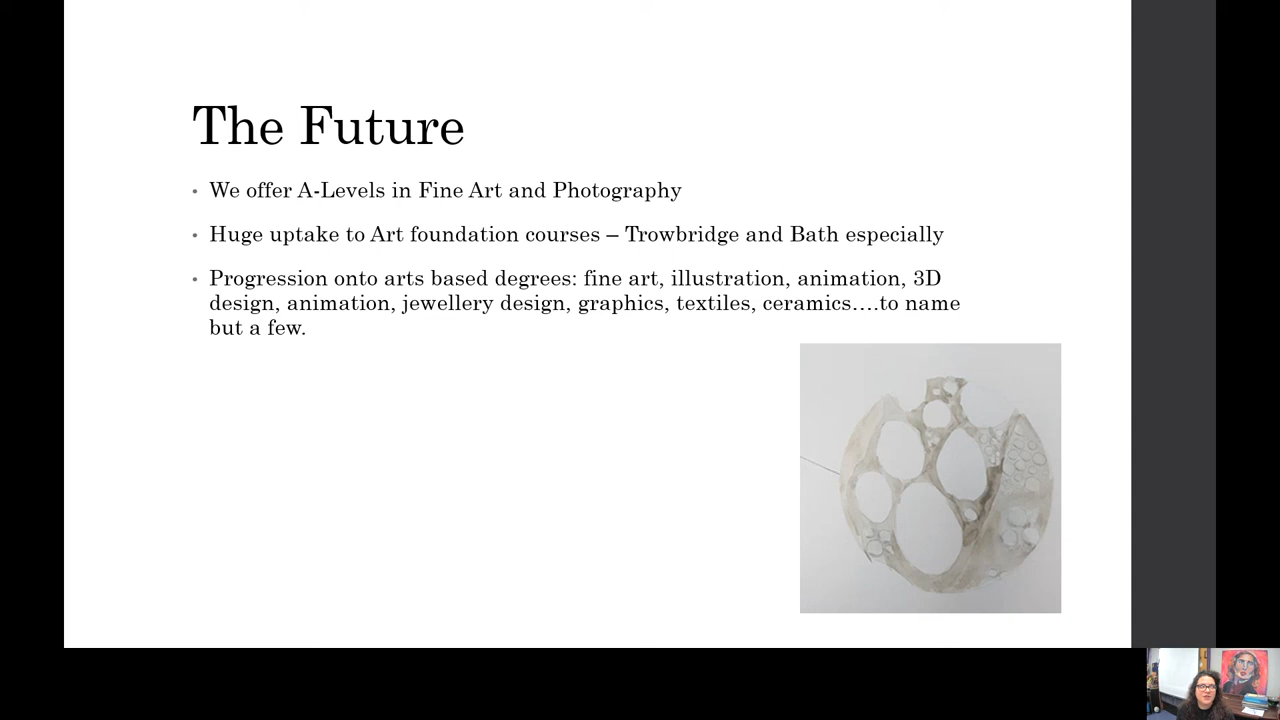 The Future
• We offer A-Levels in Fine Art and Photography
• Huge uptake to Art foundation courses – Trowbridge and Bath especially
• Progression onto arts based degrees: fine art, illustration, animation, 3D
design, animation, jewellery design, graphics, textiles, ceramics….to name
but a few.